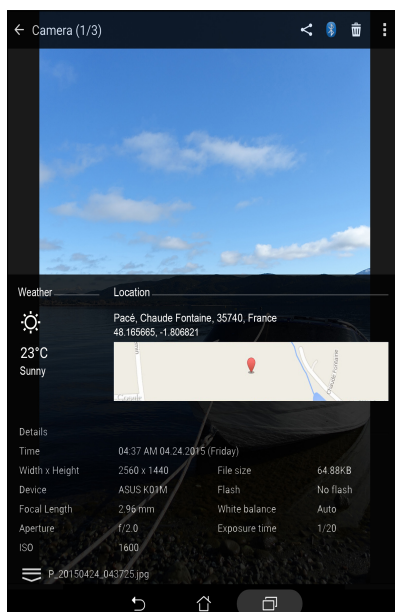 Camera (1/3)
Weather
Location
23°C
Sunny
Pacé, Chaude Fontaine, 35740, France
48.165665, -1.806821
Chaude Fontaine
Google
Details
Time 04:37 AM 04.24.2015 (Friday)
Width x Height 2560 x 1440 File size 64.88KB
Device ASUS K01M Flash No flash
Focal Length 2.96 mm White balance Auto
Aperture f/2.0 Exposure time 1/20
ISO 1600
P_20150424_043725.jpg